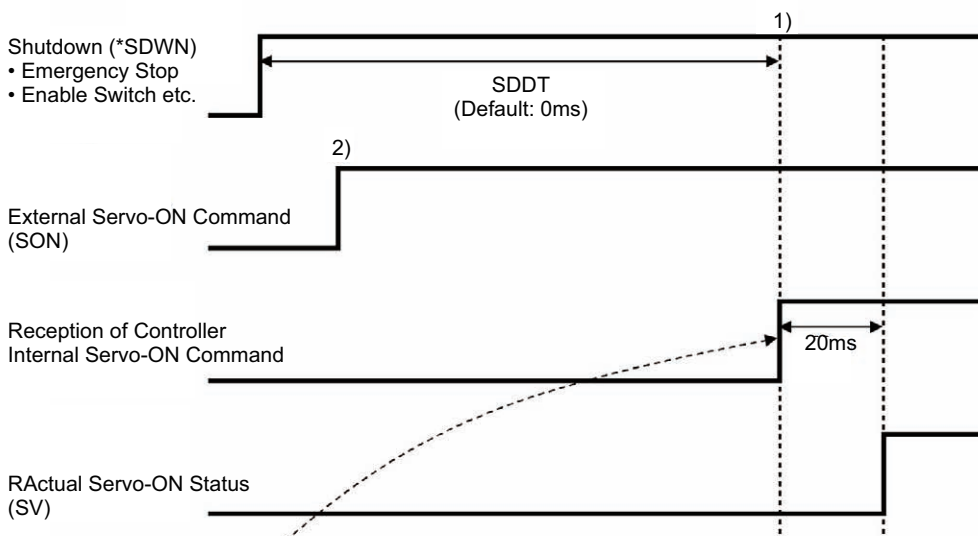 1)
Shutdown (*SDWN)
• Emergency Stop
• Enable Switch etc.
SDDT
(Default: 0ms)
2)
External Servo-ON Command
(SON)
Reception of Controller
Internal Servo-ON Command
20ms
RActual Servo-ON Status
(SV)